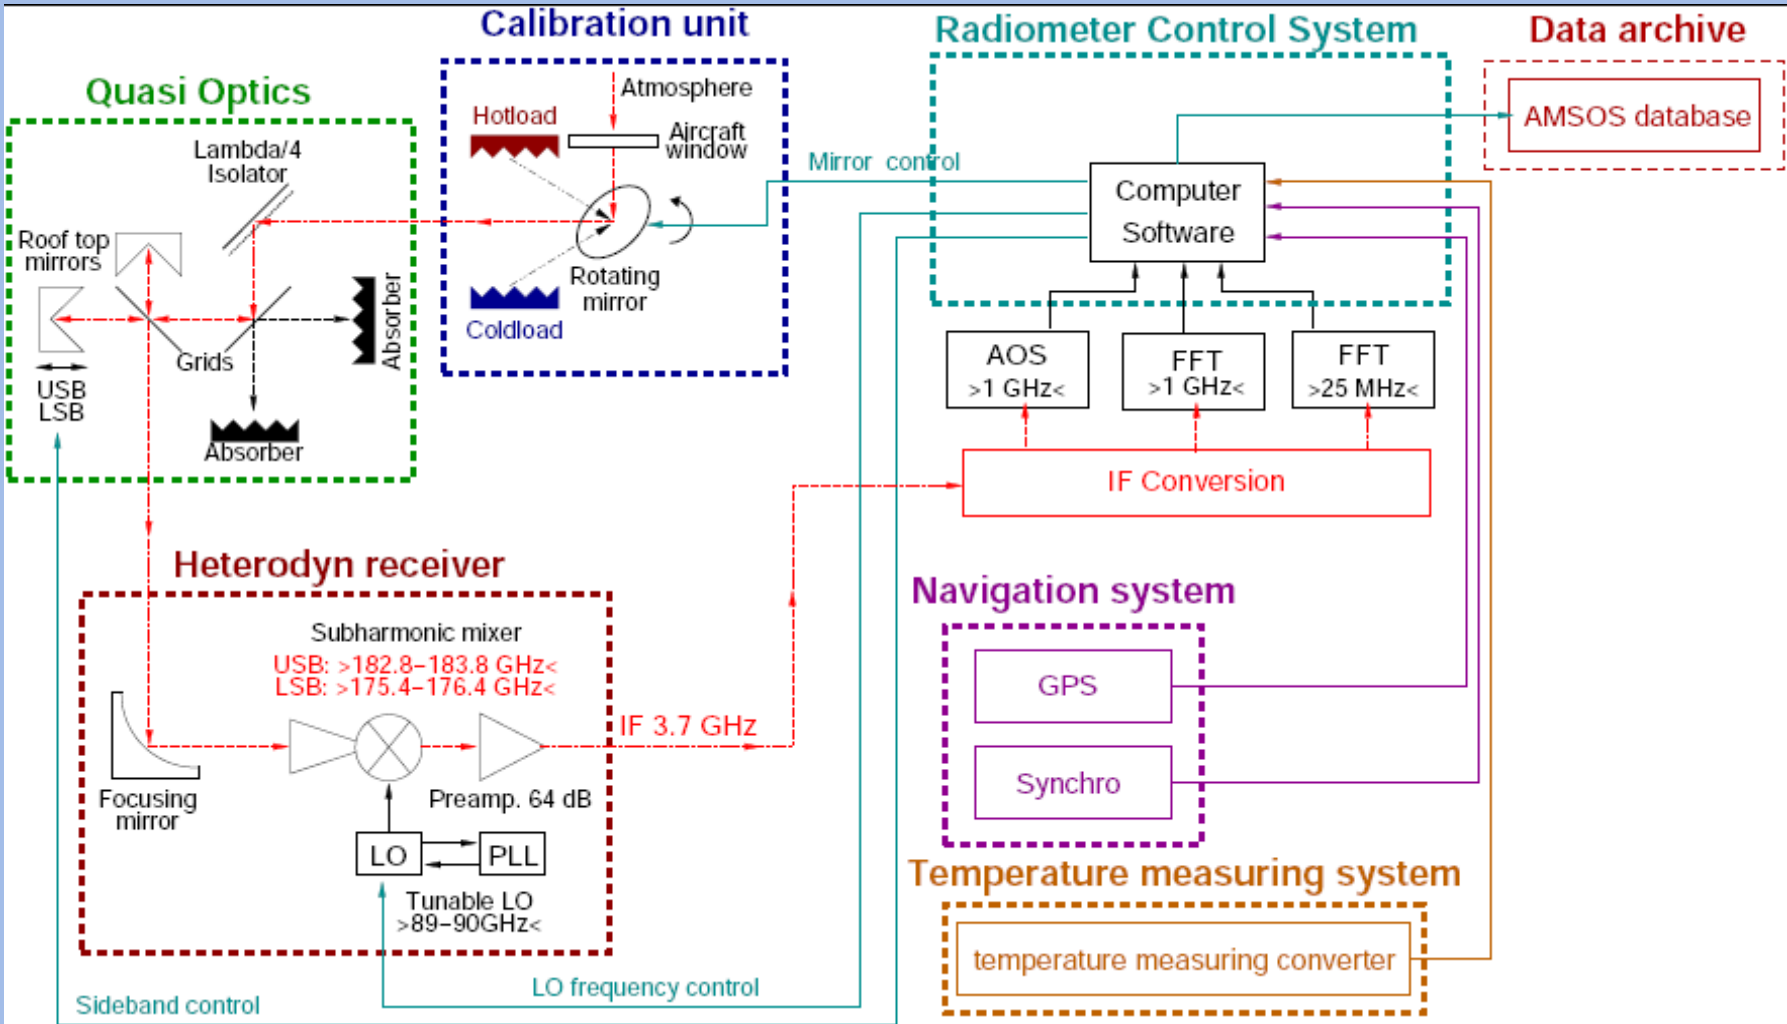 Calibration unit
Radiometer Control System
Data archive
Quasi Optics
Atmosphere
Hotload
Aircraft
window
AMSOS database
Lambda/4
Isolator
Mirror control
Computer
Software
Roof top
mirrors
Rotating
mirror
Absorber
Coldload
Grids
USB
LSB
Absorber
AOS
>1 GHz<
FFT
>1 GHz<
FFT
>25 MHz<
IF Conversion
Heterodyn receiver
Navigation system
Subharmonic mixer
USB: >182.8-183.8 GHz<
LSB: >175.4-176.4 GHz<
GPS
IF 3.7 GHz
Synchro
Focusing
mirror
Preamp. 64 dB
LO
PLL
Tunable LO
>89-90GHz<
Temperature measuring system
temperature measuring converter
LO frequency control
Sideband control